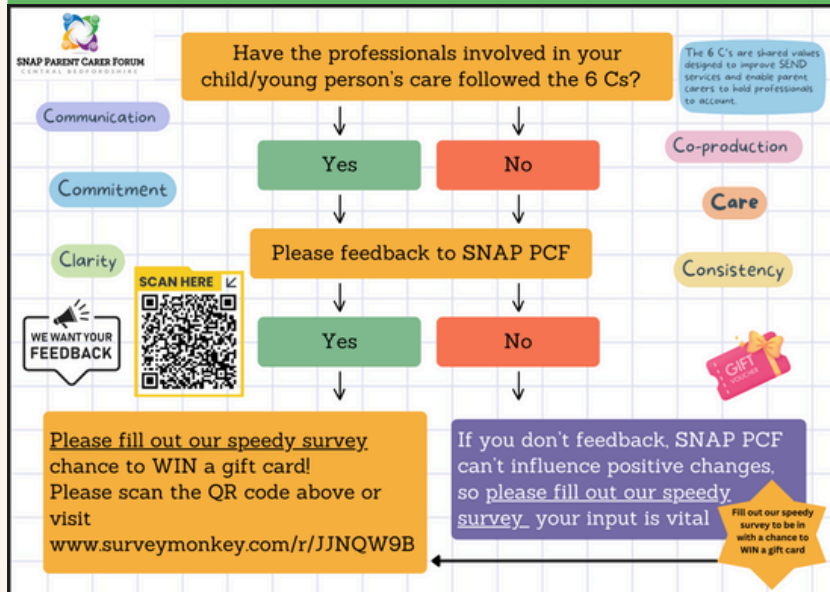 SNAP PARENT CARER FORUM
CENTRAL BEDFORDSHIRE
Have the professionals involved in your
child/young person's care followed the 6 Cs?
The 6 C's are shared values
designed to improve SEND
services and enable parent
carers to hold professionals
to account.
Communication
Co-production
Yes
No
Commitment
Care
Please feedback to SNAP PCF
Clarity
Consistency
SCAN HERE
WE WANT YOUR
FEEDBACK
Yes
No
GIFT
VOUCHER
Please fill out our speedy survey
chance to WIN a gift card!
Please scan the QR code above or
visit
www.surveymonkey.com/r/JJNQW9B
If you don't feedback, SNAP PCF
can't influence positive changes,
so please fill out our speedy
survey your input is vital
Fill out our speedy
survey to be in
with a chance to
WIN a gift card